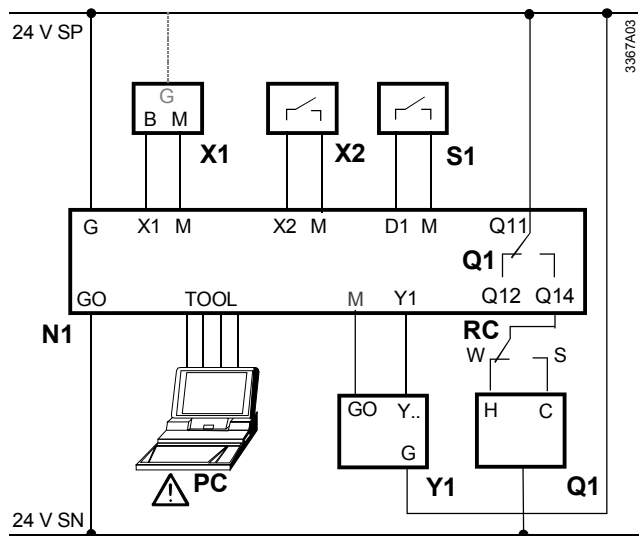 24 V SP
3367A03
G
B M
X1
X2
S1
G X1 M X2 M D1 M Q11
Q1
GO TOOL M Y1 Q12 Q14
N1
RC
W S
GO Y..
G
Y1
H C
Q1
PC
24 V SN